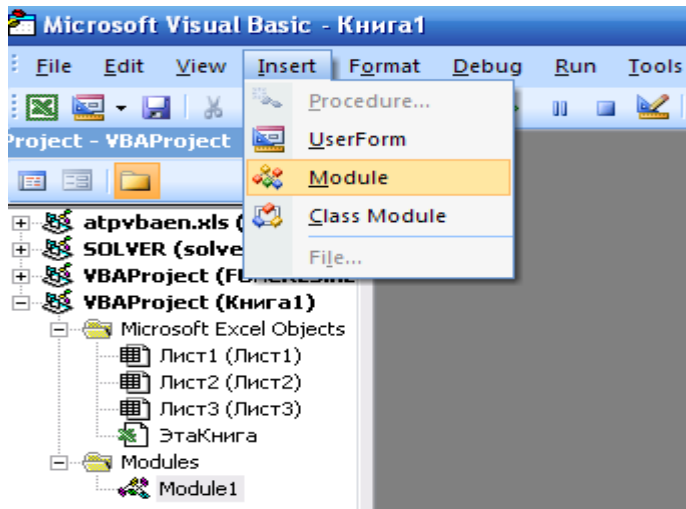 Microsoft Visual Basic - Книга1
File Edit View Insert Format Debug Run Tools
Procedure...
UserForm
Module
Class Module
File...
Project - VBAProject
atpvbaen.xls (
SOLVER (solve
VBAProject (
VBAProject (Книга1)
Microsoft Excel Objects
Лист1 (Лист1)
Лист2 (Лист2)
Лист3 (Лист3)
ЭтаКнига
Modules
Module1